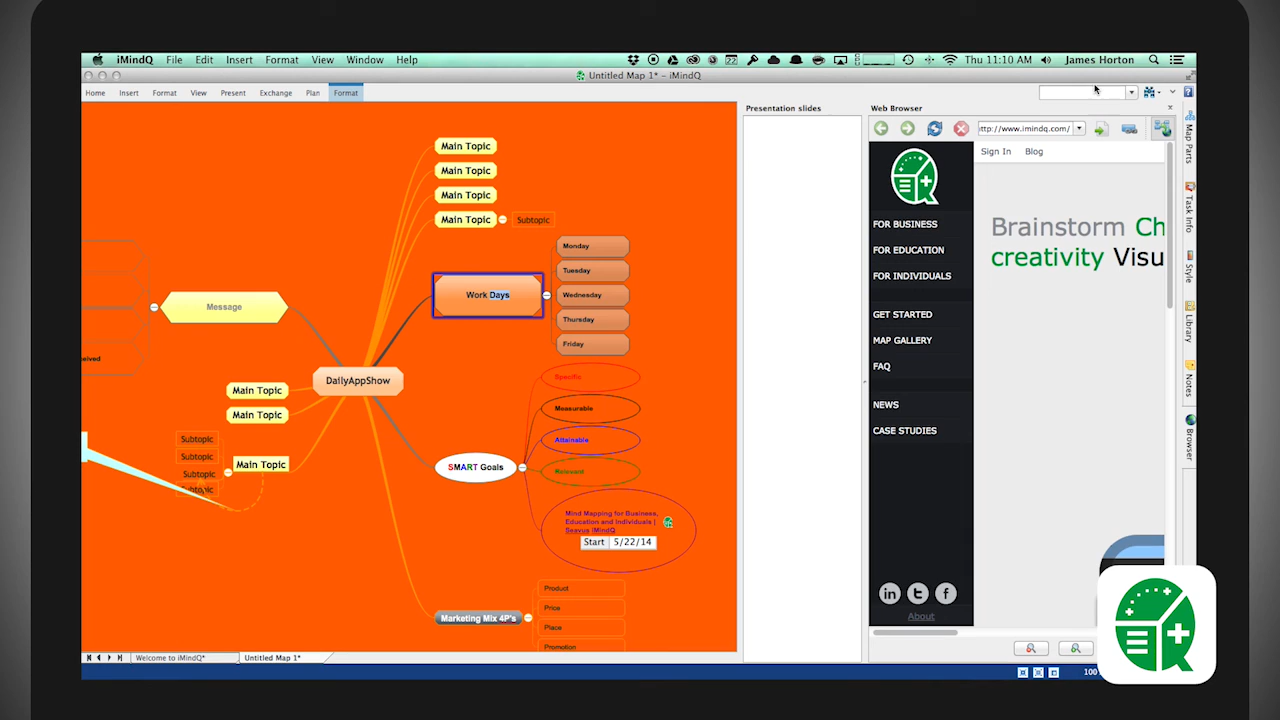 iMindQ File Edit Insert Format View Window Help
22
Thu 11:10 AM James Horton
Untitled Map 1* – iMindQ
Home Insert Format View Present Exchange Plan Format
Presentation slides
Web Browser
ttp://www.imindq.com/
Sign In Blog
Brainstorm Ch
creativity Visu
FOR BUSINESS
FOR EDUCATION
FOR INDIVIDUALS
GET STARTED
MAP GALLERY
FAQ
NEWS
CASE STUDIES
in
t
f
About
Map Parts
Task Info
Style
Library
Notes
Browser
Main Topic
Main Topic
Main Topic
Main Topic
Subtopic
Work Days
Monday
Tuesday
Wednesday
Thursday
Friday
Message
ceived
DailyAppShow
Main Topic
Main Topic
Main Topic
Subtopic
Subtopic
Subtopic
Subtopic
SMART Goals
Specific
Measurable
Attainable
Relevant
Mind Mapping for Business,
Education and Individuals |
Seavus iMindQ
Start 5/22/14
Marketing Mix 4P's
Product
Price
Place
Promotion
Welcome to iMindQ* Untitled Map 1*
100